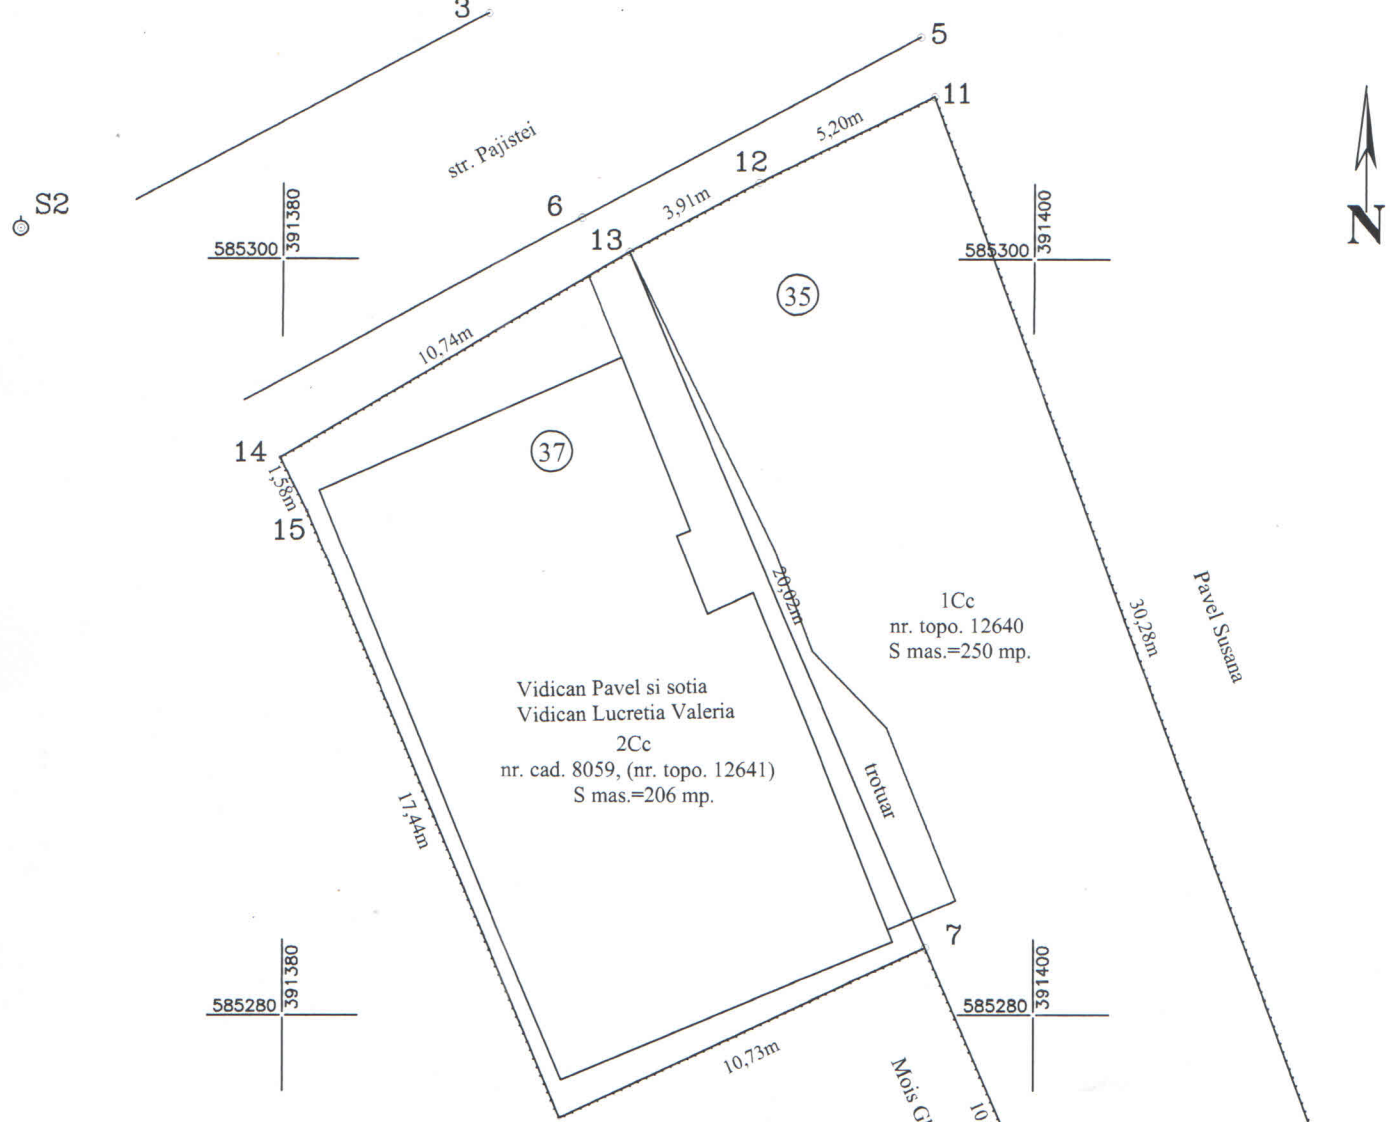 3
5
11
5,20m
str. Pajistei
12
S2
6
3,91m
391380
391400
N
13
585300
585300
35
10,74m
14
37
1,58m
15
20,02m
1Cc
nr. topo. 12640
S mas.=250 mp.
30,28m
Pavel Susana
Vidican Pavel si sotia
Vidican Lucretia Valeria
2Cc
nr. cad. 8059, (nr. topo. 12641)
S mas.=206 mp.
trotuar
17,44m
7
391380
391400
585280
585280
10,73m
Mois
10